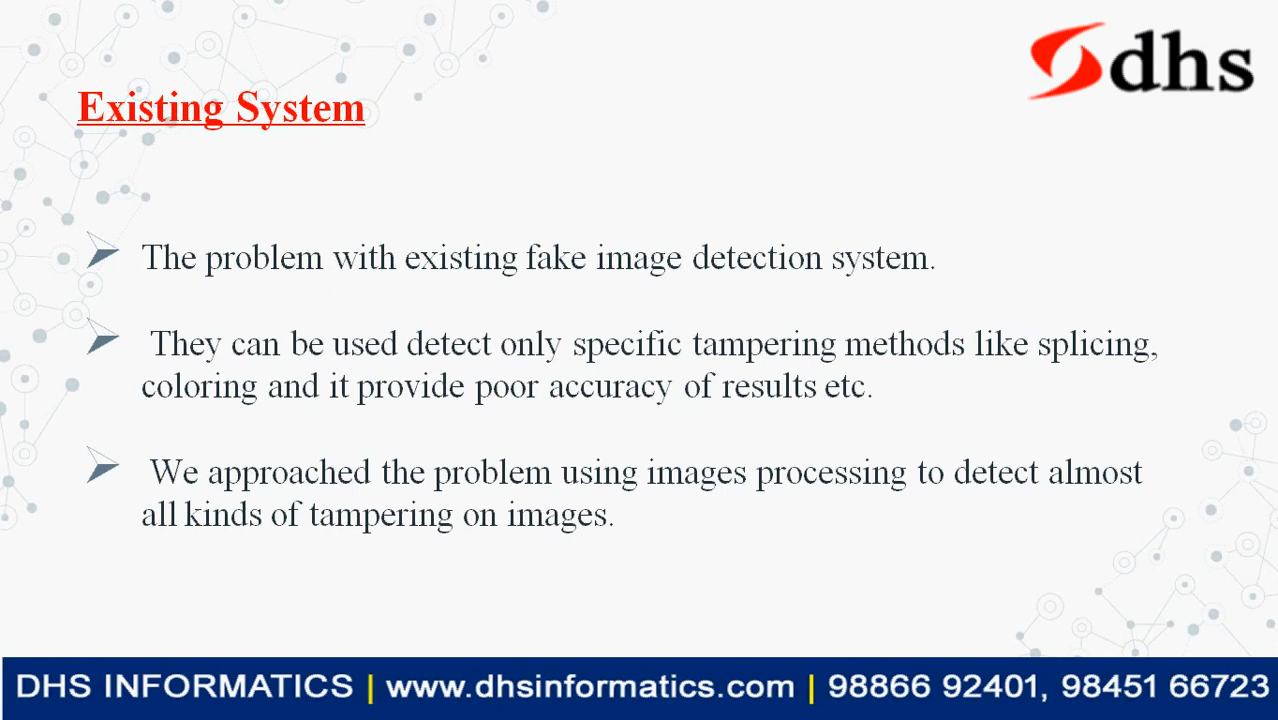 dhs
Existing System
The problem with existing fake image detection system.
They can be used detect only specific tampering methods like splicing,
coloring and it provide poor accuracy of results etc.
We approached the problem using images processing to detect almost
all kinds of tampering on images.
DHS INFORMATICS | www.dhsinformatics.com | 98866 92401, 98451 66723